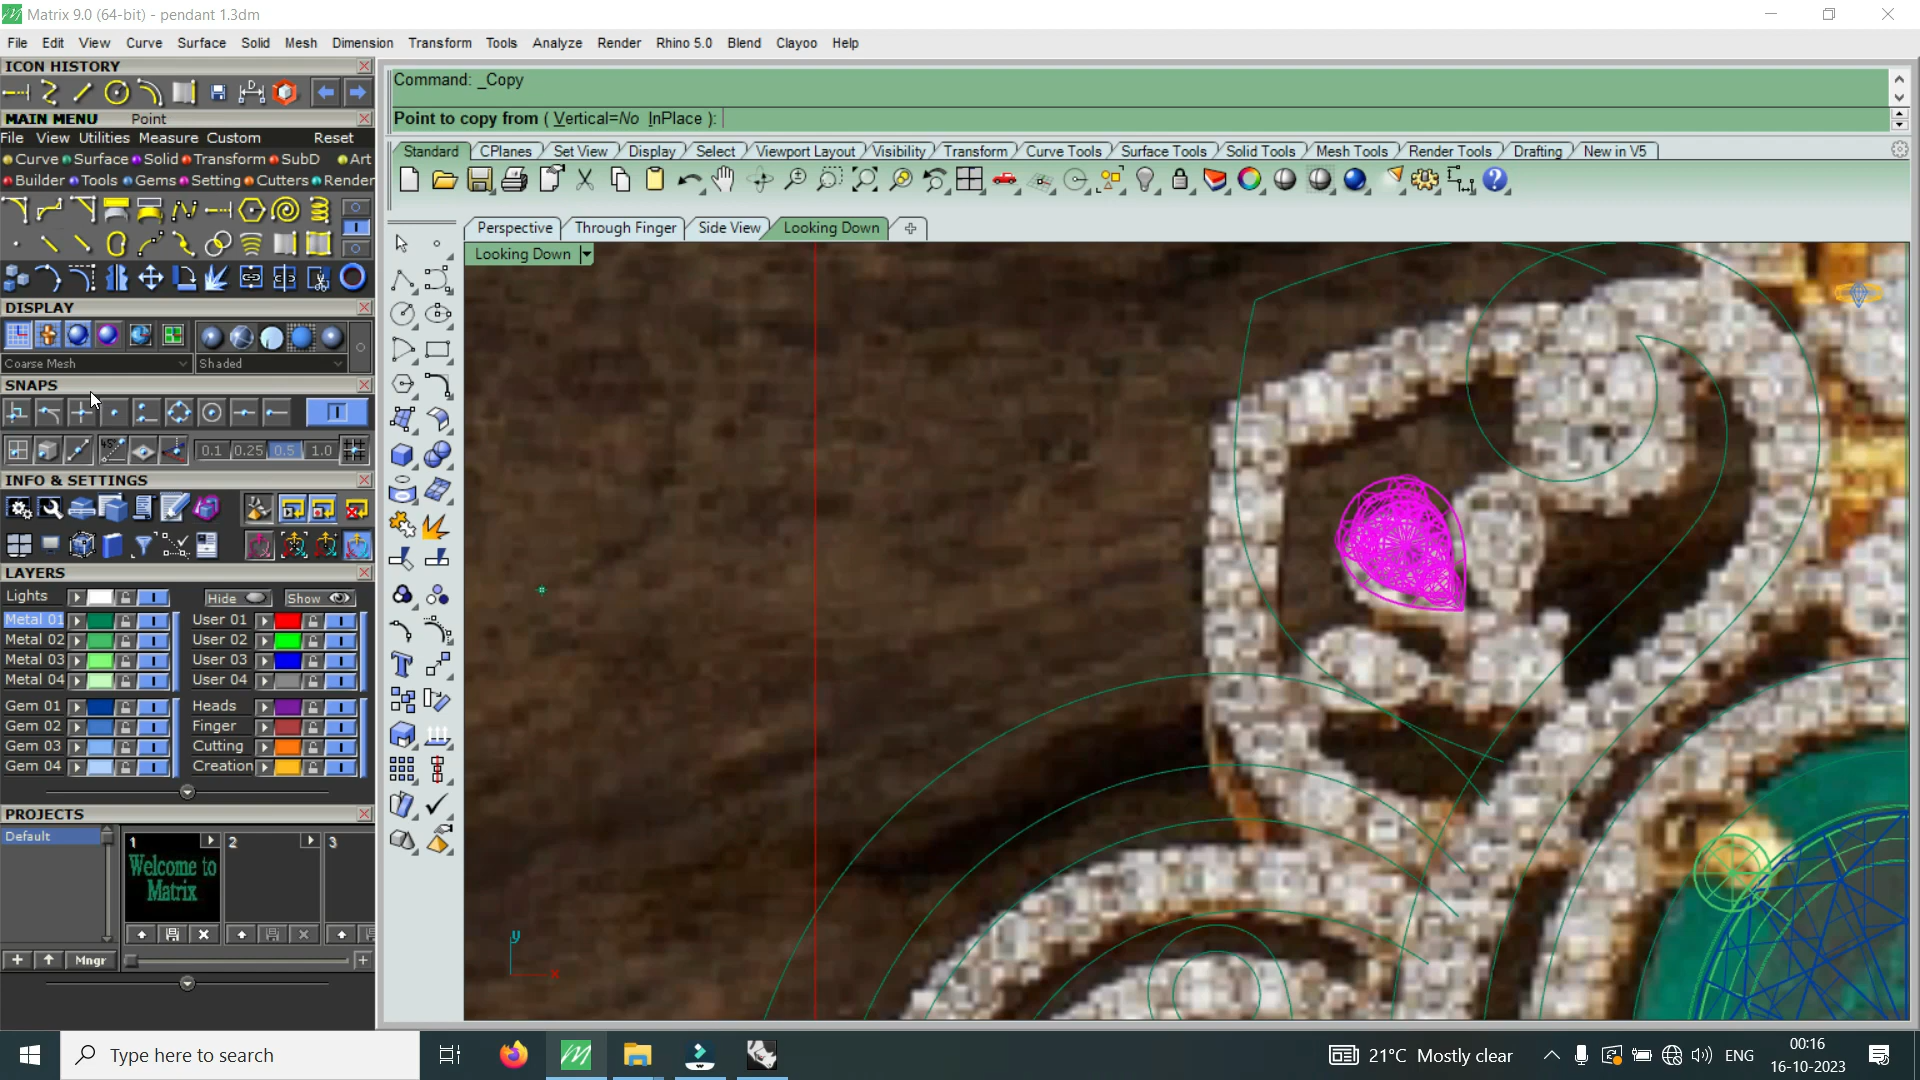 Matrix 9.0 (64-bit) - pendant 1.3dm
File Edit View Curve Surface Solid Mesh Dimension Transform Tools Analyze Render Rhino 5.0 Blend Clayoo Help
ICON HISTORY
MAIN MENU Point
File View Utilities Measure Custom Reset
Curve Surface Solid Transform SubD Art
Builder Tools Gems Setting Cutters Render
DISPLAY
Coarse Mesh Shaded
SNAPS
0.1 0.25 0.5 1.0
INFO & SETTINGS
LAYERS
Lights Hide Show
Metal 01 User 01
Metal 02 User 02
Metal 03 User 03
Metal 04 User 04
Gem 01 Heads
Gem 02 Finger
Gem 03 Cutting
Gem 04 Creation
PROJECTS
Default
1 2 3
Welcome to
Matrix
+ Mngr +
Command: _Copy
Point to copy from ( Vertical=No InPlace ):
Standard CPlanes Set View Display Select Viewport Layout Visibility Transform Curve Tools Surface Tools Solid Tools Mesh Tools Render Tools Drafting New in V5
Perspective Through Finger Side View Looking Down
Looking Down
y
x
Type here to search
21°C Mostly clear
ENG
00:16
16-10-2023